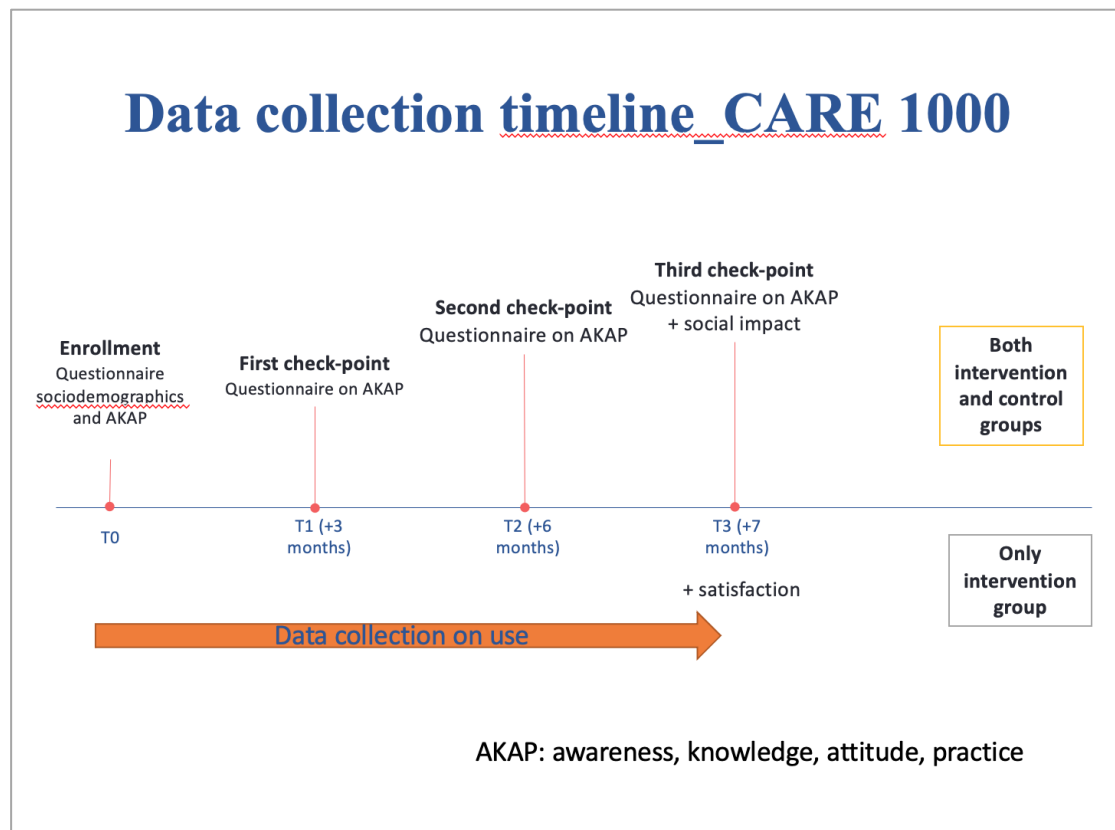 Data collection timeline_CARE 1000
Enrollment
Questionnaire
sociodemographics
and AKAP
First check-point
Questionnaire on AKAP
Second check-point
Questionnaire on AKAP
Third check-point
Questionnaire on AKAP
+ social impact
Both
intervention
and control
groups
T0
T1 (+3
months)
T2 (+6
months)
T3 (+7
months)
+ satisfaction
Only
intervention
group
Data collection on use
AKAP: awareness, knowledge, attitude, practice